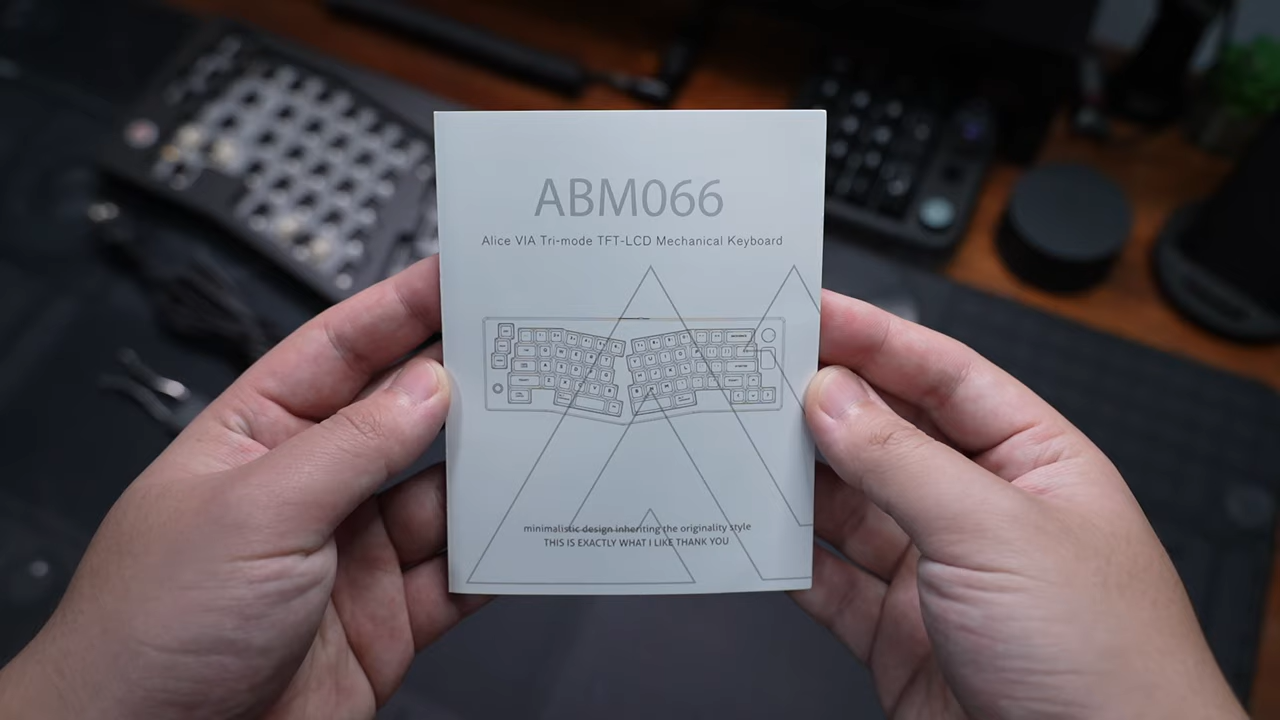 ABM066
Alice VIA Tri-mode TFT-LCD Mechanical Keyboard
minimalistic design inheriting the originality style
THIS IS EXACTLY WHAT I LIKE THANK YOU